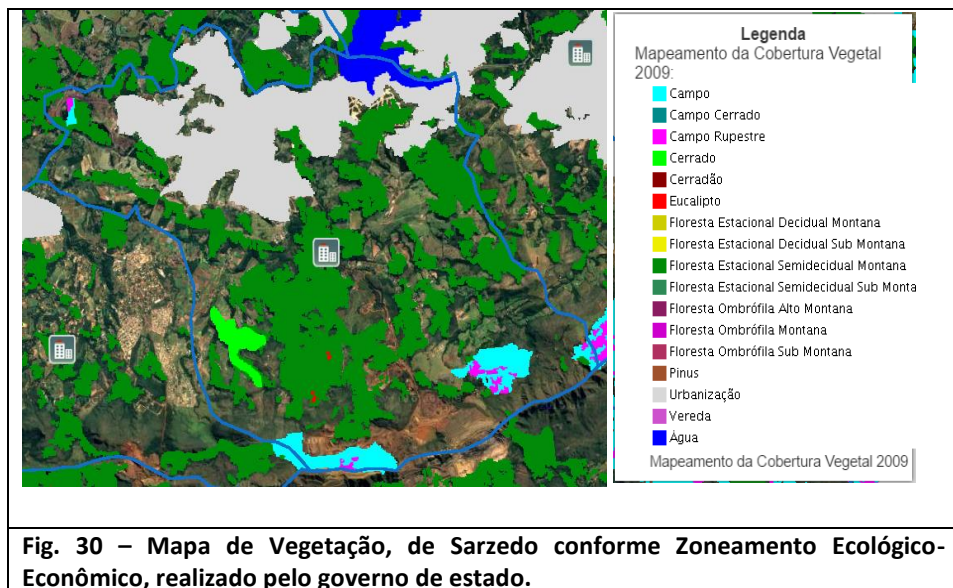 Legenda
Mapeamento da Cobertura Vegetal
2009:
Campo
Campo Cerrado
Campo Rupestre
Cerrado
Cerradão
Eucalipto
Floresta Estacional Decidual Montana
Floresta Estacional Decidual Sub Montana
Floresta Estacional Semidecidual Montana
Floresta Estacional Semidecidual Sub Monta
Floresta Ombrófila Alto Montana
Floresta Ombrófila Montana
Floresta Ombrófila Sub Montana
Pinus
Urbanização
Vereda
Água
Mapeamento da Cobertura Vegetal 2009
Fig. 30 – Mapa de Vegetação, de Sarzedo conforme Zoneamento Ecológico-
Econômico, realizado pelo governo de estado.